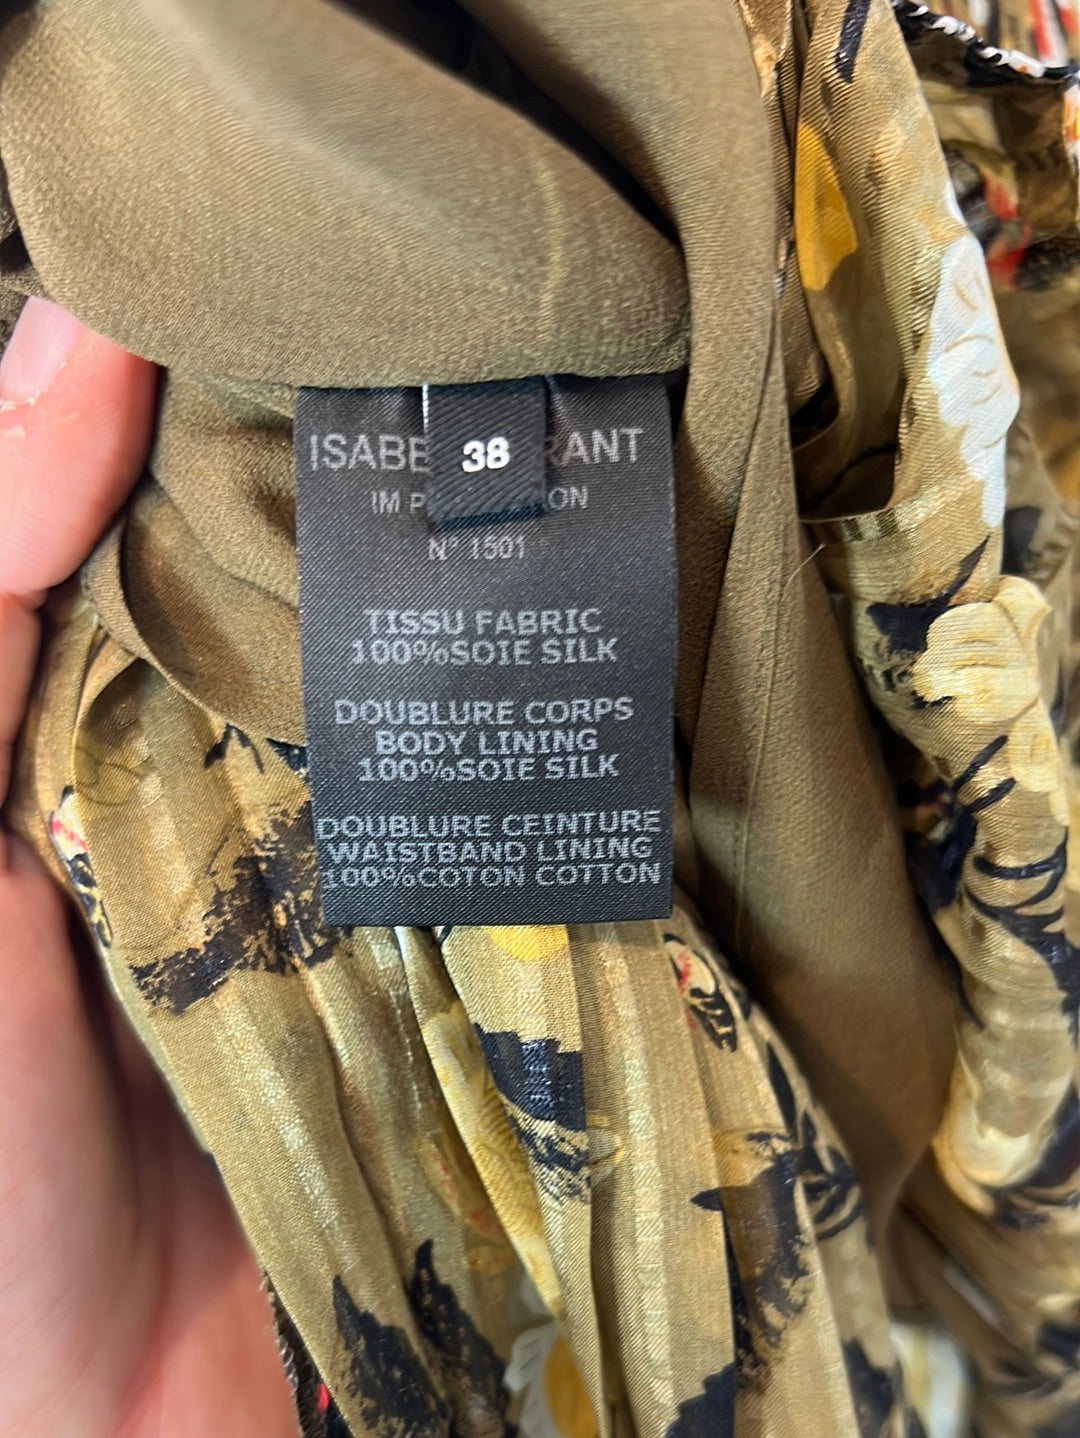 38
N° 1501
TISSU FABRIC
100%SOIE SILK
DOUBLURE CORPS
BODY LINING
100%SOIE SILK
DOUBLURE CEINTURE
WAISTBAND LINING
100%COTON COTTON